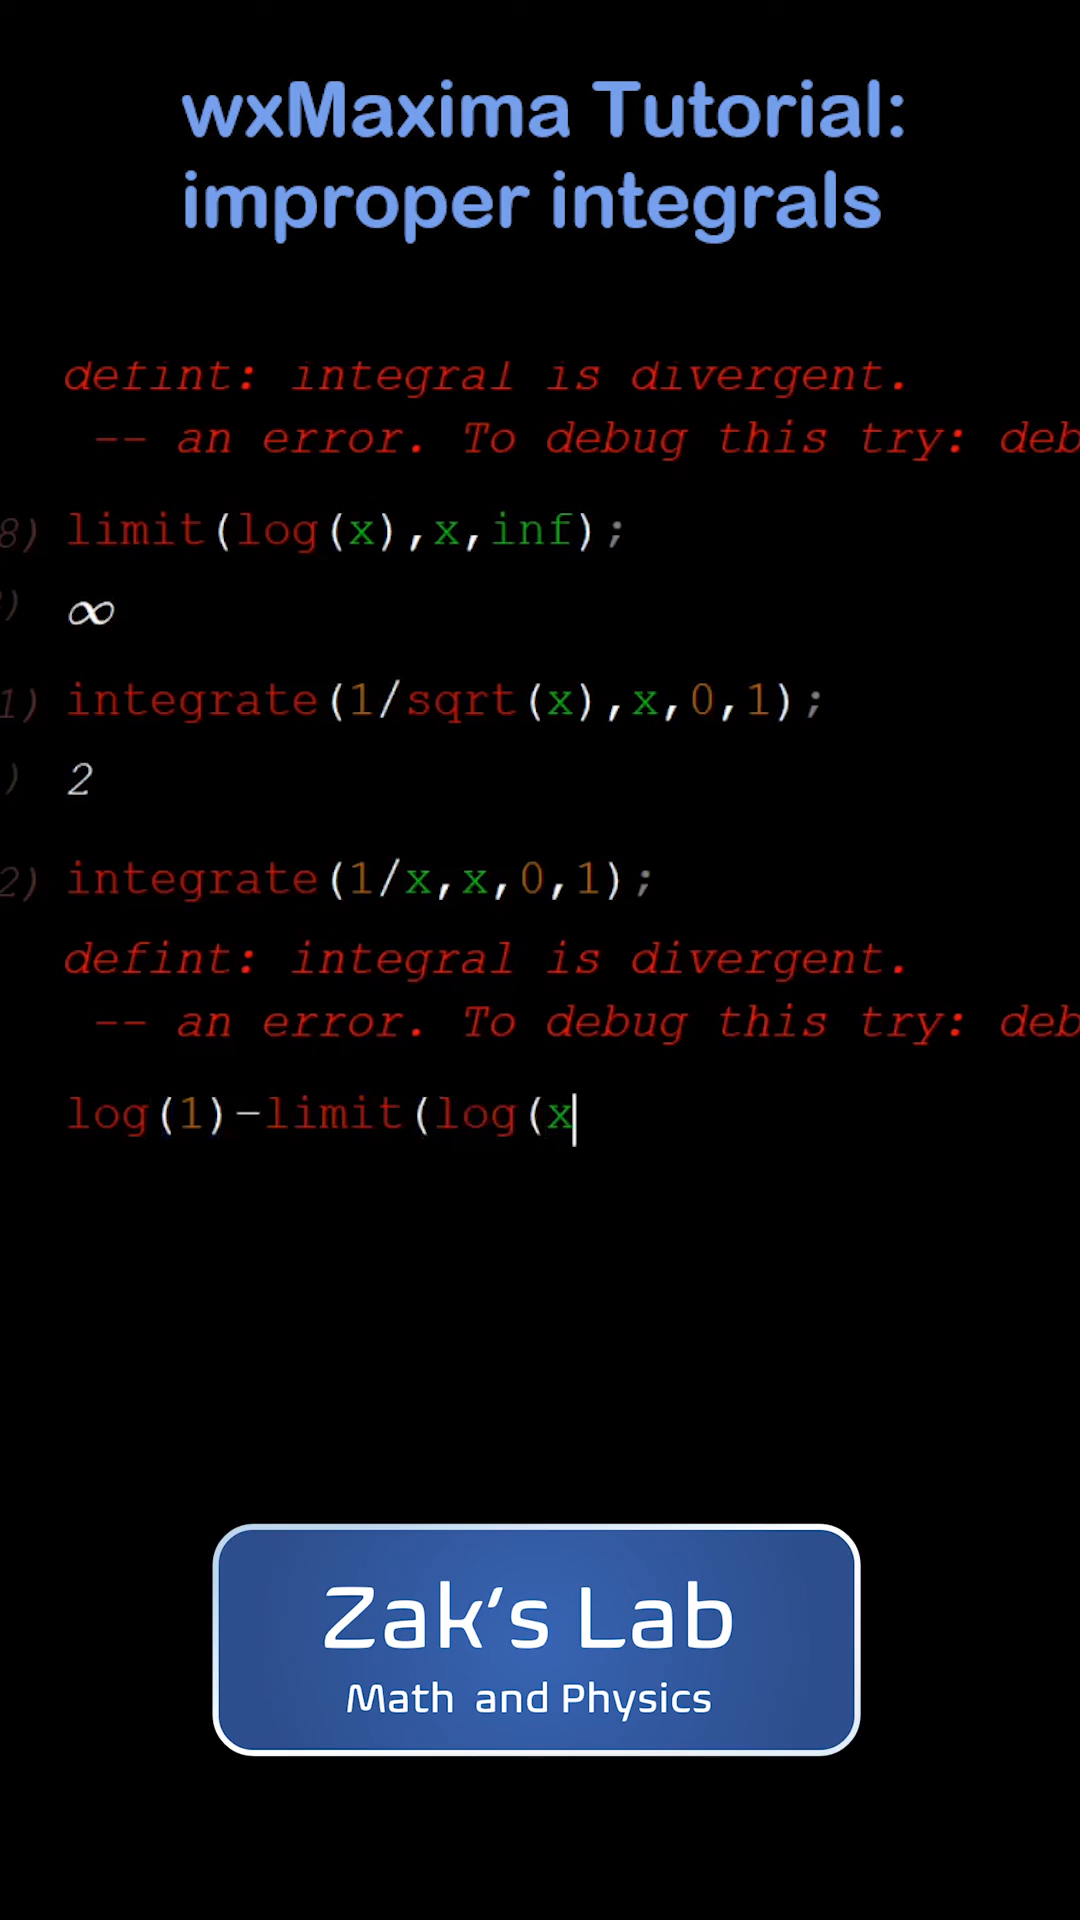 wxMaxima Tutorial:
improper integrals
defint: integral is divergent.
-- an error. To debug this try: deb
8) limit(log(x),x,inf);
) ∞
1) integrate(1/sqrt(x),x,0,1);
) 2
2) integrate(1/x,x,0,1);
defint: integral is divergent.
-- an error. To debug this try: deb
log(1)-limit(log(x
Zak's Lab
Math and Physics